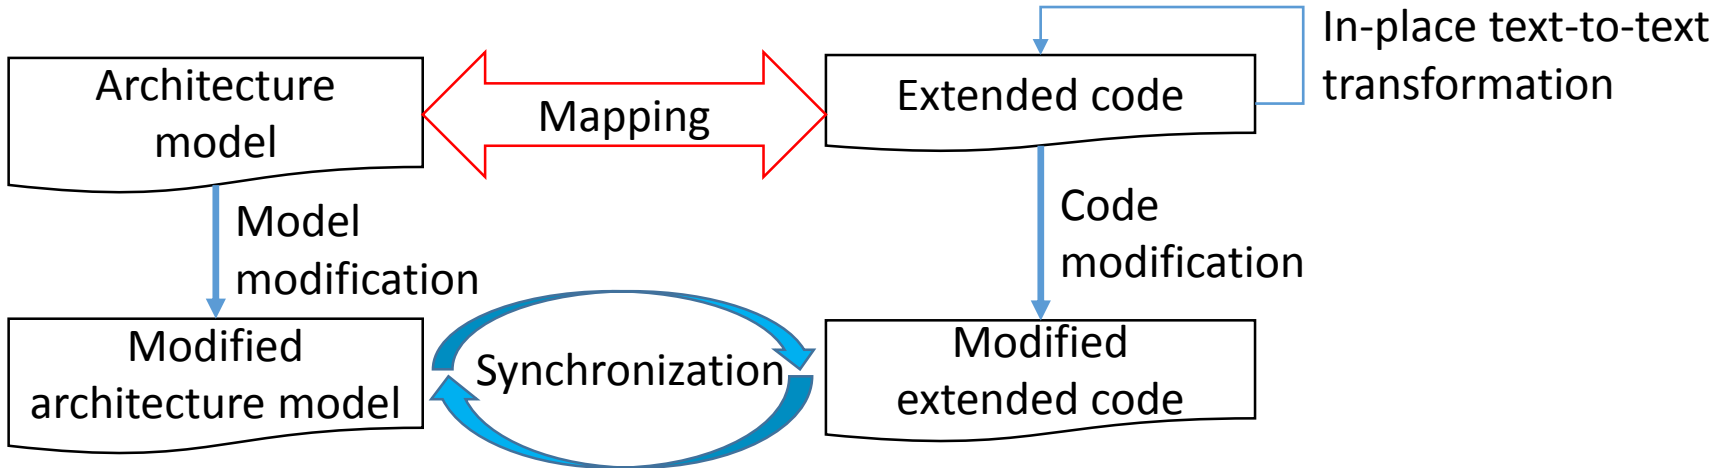 In-place text-to-text
transformation
Architecture
model
Mapping
Extended code
Model
modification
Code
modification
Modified
architecture model
Synchronization
Modified
extended code